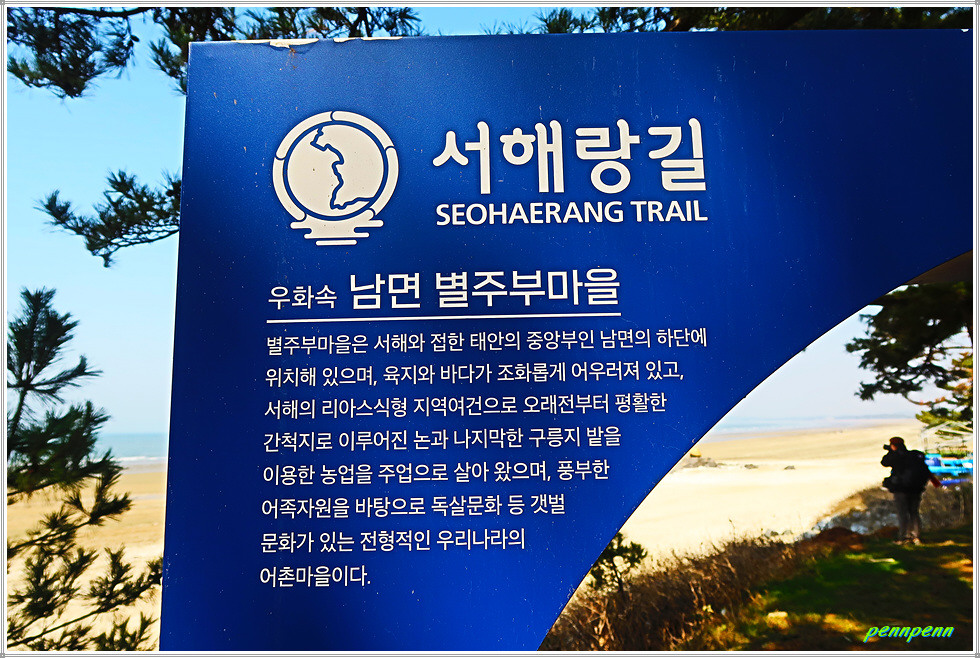 서해랑길
SEOHAERANG TRAIL
우화속 남면 별주부마을
별주부마을은 서해와 접한 태안의 중앙부인 남면의 하단에
위치해 있으며, 육지와 바다가 조화롭게 어우러져 있고,
서해의 리아스식형 지역여건으로 오래전부터 평활한
간척지로 이루어진 논과 나지막한 구릉지 밭을
이용한 농업을 주업으로 살아 왔으며, 풍부한
어족자원을 바탕으로 독살문화 등 갯벌
문화가 있는 전형적인 우리나라의
어촌마을이다.
pennpenn